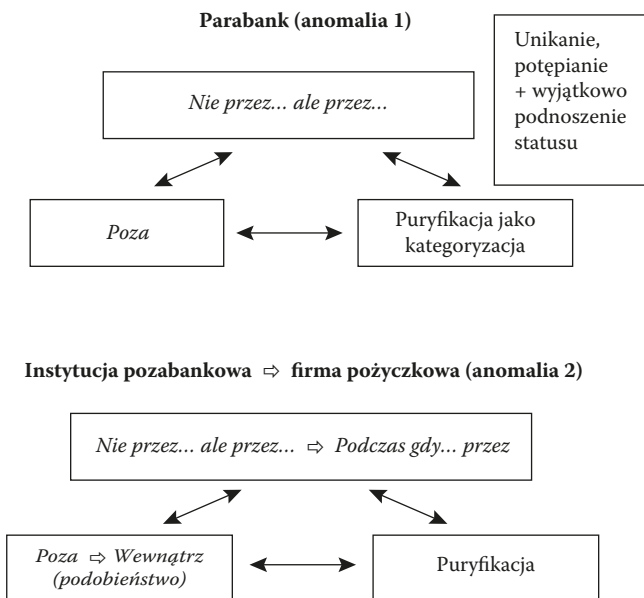 Parabank (anomalia 1)
Unikanie,
potępianie
+ wyjątkowo
podnoszenie
statusu
Nie przez... ale przez...
Poza
Puryfikacja jako
kategoryzacja
Instytucja pozabankowa ⇨ firma pożyczkowa (anomalia 2)
Nie przez... ale przez... ⇨ Podczas gdy... przez
Poza ⇨ Wewnątrz
(podobieństwo)
Puryfikacja